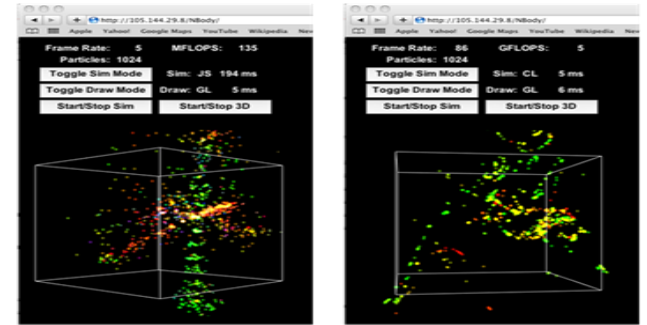 http://105.144.29.8/NBody/
Apple Yahoo! Google Maps YouTube Wikipedia New
Frame Rate: 5 MFLOPS: 135
Particles: 1024
Toggle Sim Mode Sim: JS 194 ms
Toggle Draw Mode Draw: GL 5 ms
Start/Stop Sim Start/Stop 3D
http://105.144.29.8/NBody/
Apple Yahoo! Google Maps YouTube Wikipedia News
Frame Rate: 86 GFLOPS: 5
Particles: 1024
Toggle Sim Mode Sim: CL 5 ms
Toggle Draw Mode Draw: GL 6 ms
Start/Stop Sim Start/Stop 3D